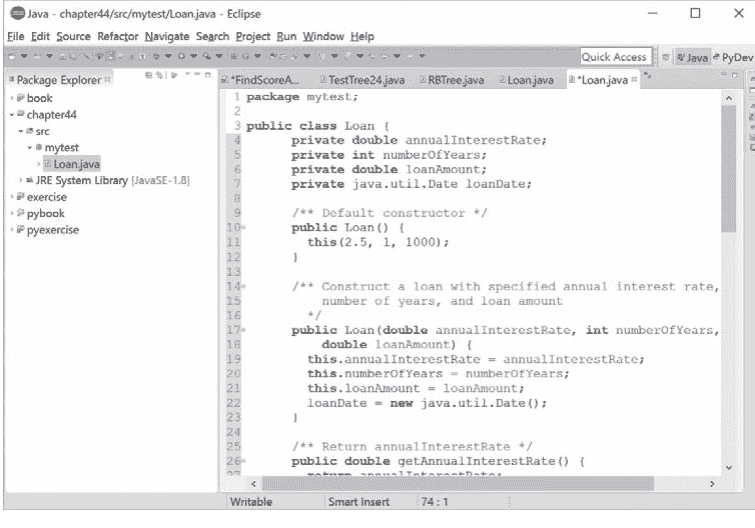 Java - chapter44/src/mytest/Loan.java - Eclipse
File Edit Source Refactor Navigate Search Project Run Window Help
Quick Access Java PyDev
Package Explorer
*FindScoreA... TestTree24.java RBTree.java Loan.java *Loan.java
book
chapter44
src
mytest
Loan.java
JRE System Library [JavaSE-1.8]
exercise
pybook
pyexercise
1 package mytest;
2
3 public class Loan {
4 private double annualInterestRate;
5 private int numberOfYears;
6 private double loanAmount;
7 private java.util.Date loanDate;
8
9 /** Default constructor */
10 public Loan() {
11 this(2.5, 1, 1000);
12 }
13
14 /** Construct a loan with specified annual interest rate,
15 number of years, and loan amount
16 */
17 public Loan(double annualInterestRate, int numberOfYears,
18 double loanAmount) {
19 this.annualInterestRate = annualInterestRate;
20 this.numberOfYears = numberOfYears;
21 this.loanAmount = loanAmount;
22 loanDate = new java.util.Date();
23 }
24
25 /** Return annualInterestRate */
26 public double getAnnualInterestRate() {
27 return annualInterestRate;
Writable Smart Insert 74 : 1